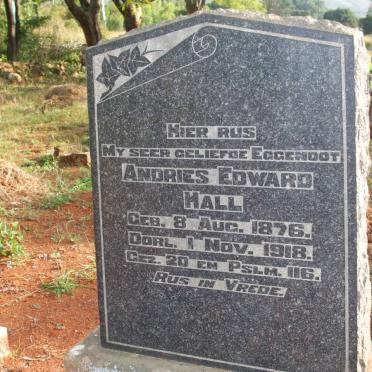 HIER RUS
MY SEER GELIEFDE EGGENOOT
ANDRIES EDWARD
HALL
GEB. 8 AUG. 1876.
OORL. 1 NOV. 1918.
GEZ. 20 EN PSLM. 116.
RUS IN VREDE.